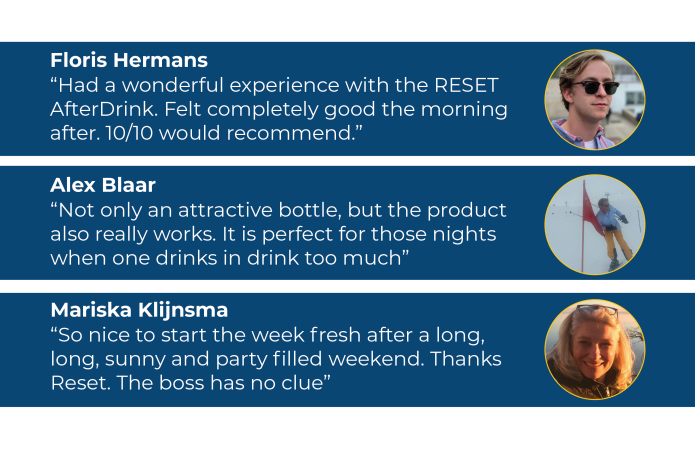 Floris Hermans
“Had a wonderful experience with the RESET
AfterDrink. Felt completely good the morning
after. 10/10 would recommend.”
Alex Blaar
“Not only an attractive bottle, but the product
also really works. It is perfect for those nights
when one drinks in drink too much”
Mariska Klijnsma
“So nice to start the week fresh after a long,
long, sunny and party filled weekend. Thanks
Reset. The boss has no clue”